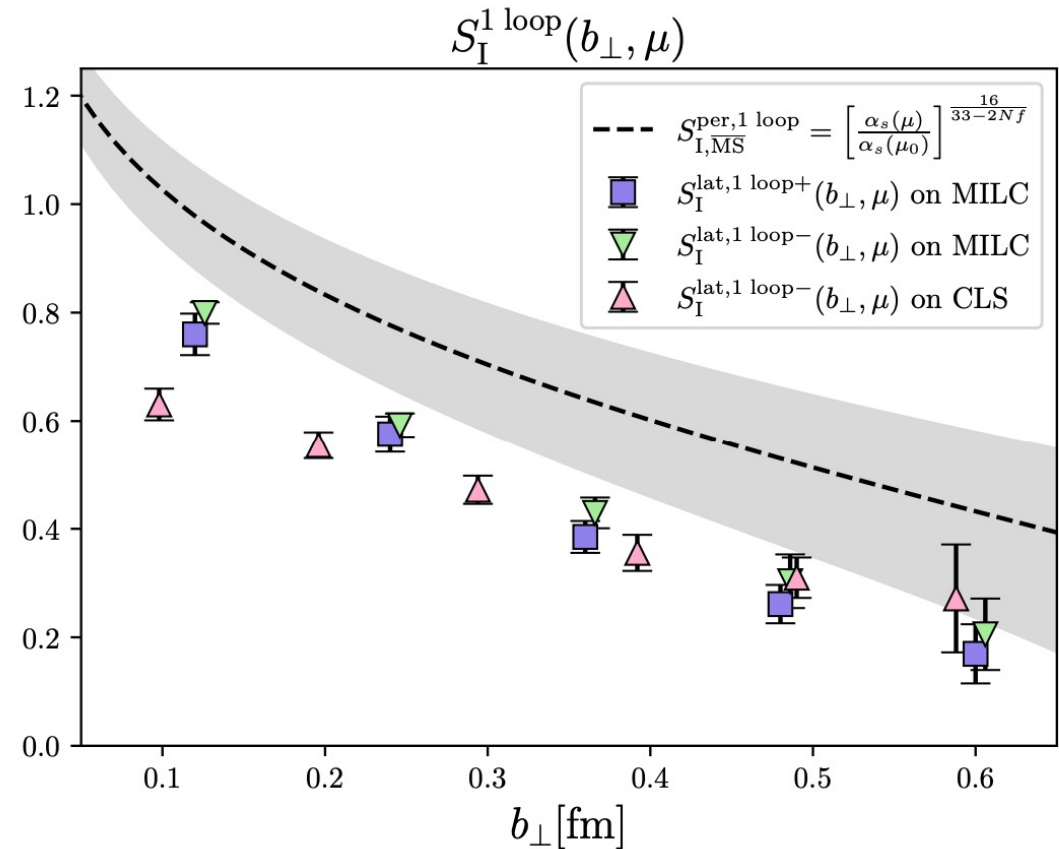 S_I^{1 loop}(b_⊥, μ)
S_{I,\overline{MS}}^{per,1 loop} = [α_s(μ)/α_s(μ_0)]^{16/(33−2Nf)}
S_I^{lat,1 loop+}(b_⊥, μ) on MILC
S_I^{lat,1 loop−}(b_⊥, μ) on MILC
S_I^{lat,1 loop−}(b_⊥, μ) on CLS
1.2
1.0
0.8
0.6
0.4
0.2
0.0
0.1 0.2 0.3 0.4 0.5 0.6
b_⊥[fm]